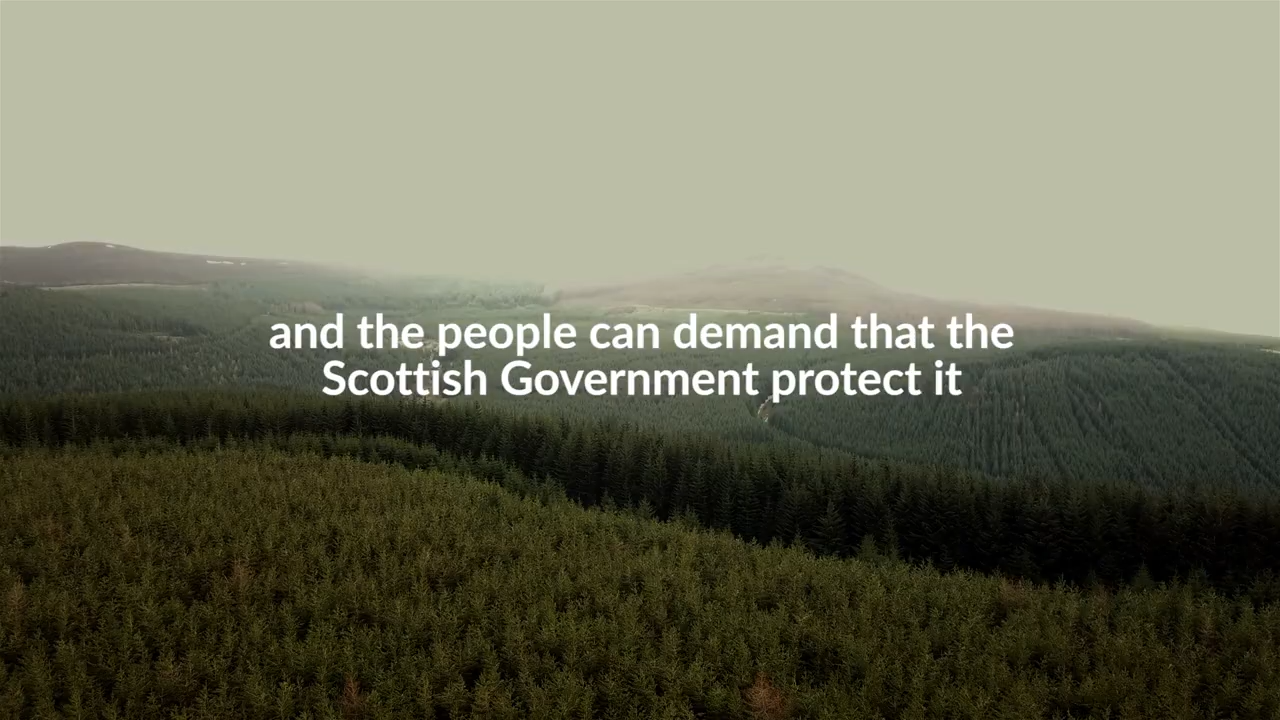 and the people can demand that the
Scottish Government protect it